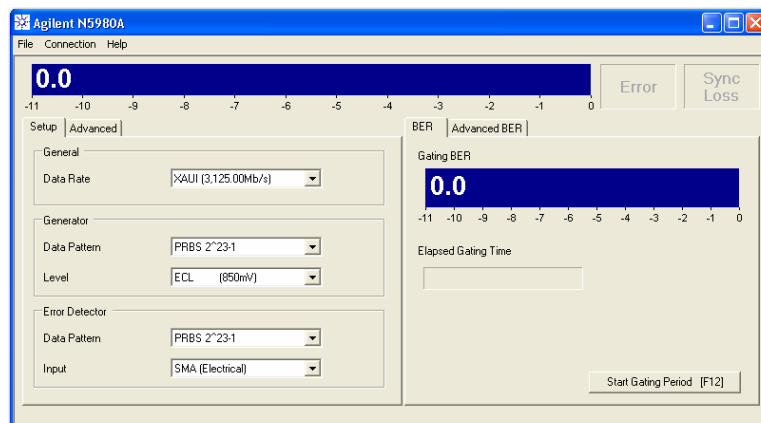 Agilent N5980A
File Connection Help
0.0
Error
Sync Loss
-11 -10 -9 -8 -7 -6 -5 -4 -3 -2 -1 0
Setup Advanced
General
Data Rate XAUI (3,125.00Mb/s)
Generator
Data Pattern PRBS 2^23-1
Level ECL (850mV)
Error Detector
Data Pattern PRBS 2^23-1
Input SMA (Electrical)
BER Advanced BER
Gating BER
0.0
-11 -10 -9 -8 -7 -6 -5 -4 -3 -2 -1 0
Elapsed Gating Time
Start Gating Period [F12]